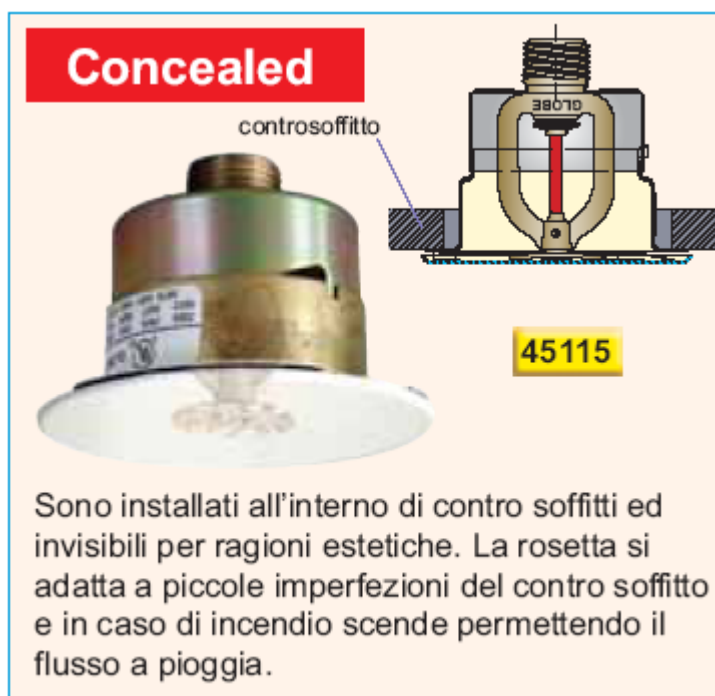 Concealed
controsoffitto
GLOBE
45115
Sono installati all'interno di contro soffitti ed
invisibili per ragioni estetiche. La rosetta si
adatta a piccole imperfezioni del contro soffitto
e in caso di incendio scende permettendo il
flusso a pioggia.